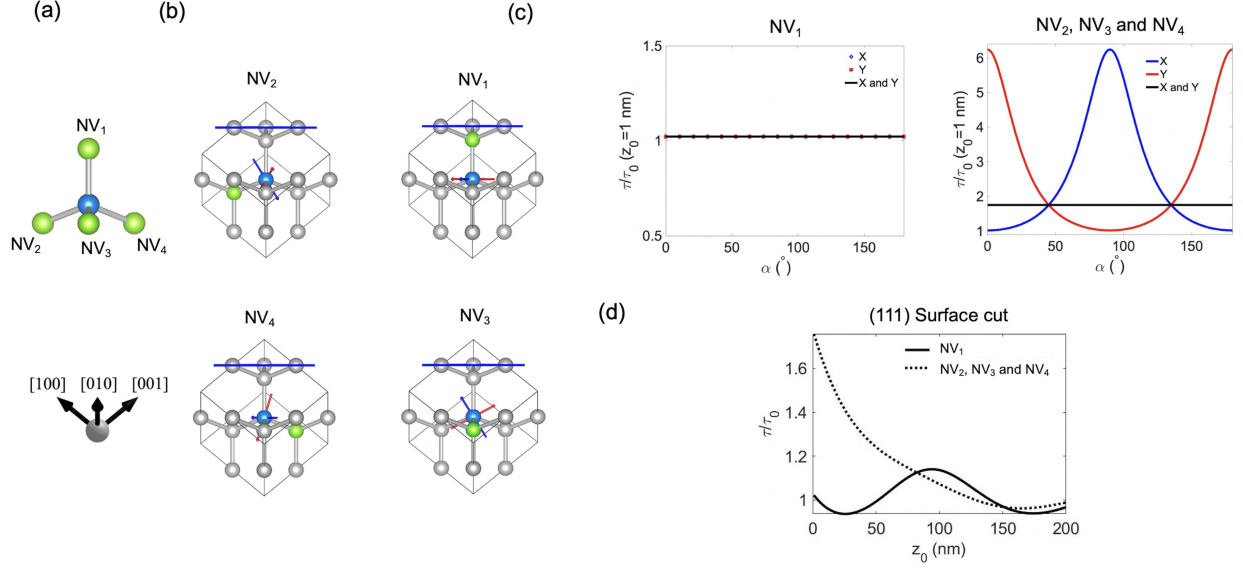 (a)
(b)
(c)
NV₁
NV₂ NV₃ NV₄
[100] [010] [001]
NV₂
NV₁
NV₄
NV₃
NV₁
τ/τ₀ (z₀=1 nm)
1.5
1
0.5
0 50 100 150
α (°)
X
Y
X and Y
NV₂, NV₃ and NV₄
τ/τ₀ (z₀=1 nm)
6
5
4
3
2
1
0 50 100 150
α (°)
X
Y
X and Y
(d)
(111) Surface cut
τ/τ₀
1.6
1.4
1.2
1
0 50 100 150 200
z₀ (nm)
NV₁
NV₂, NV₃ and NV₄